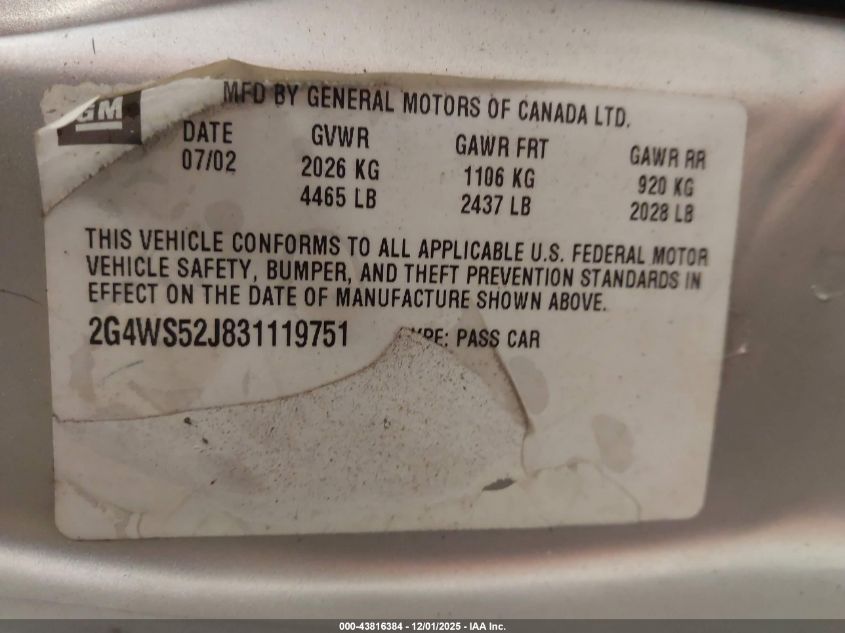 GM
MFD BY GENERAL MOTORS OF CANADA LTD.
DATE GVWR GAWR FRT GAWR RR
07/02 2026 KG 1106 KG 920 KG
4465 LB 2437 LB 2028 LB
THIS VEHICLE CONFORMS TO ALL APPLICABLE U.S. FEDERAL MOTOR
VEHICLE SAFETY, BUMPER, AND THEFT PREVENTION STANDARDS IN
EFFECT ON THE DATE OF MANUFACTURE SHOWN ABOVE.
2G4WS52J831119751 YPE: PASS CAR
000-43816384 - 12/01/2025 - IAA Inc.